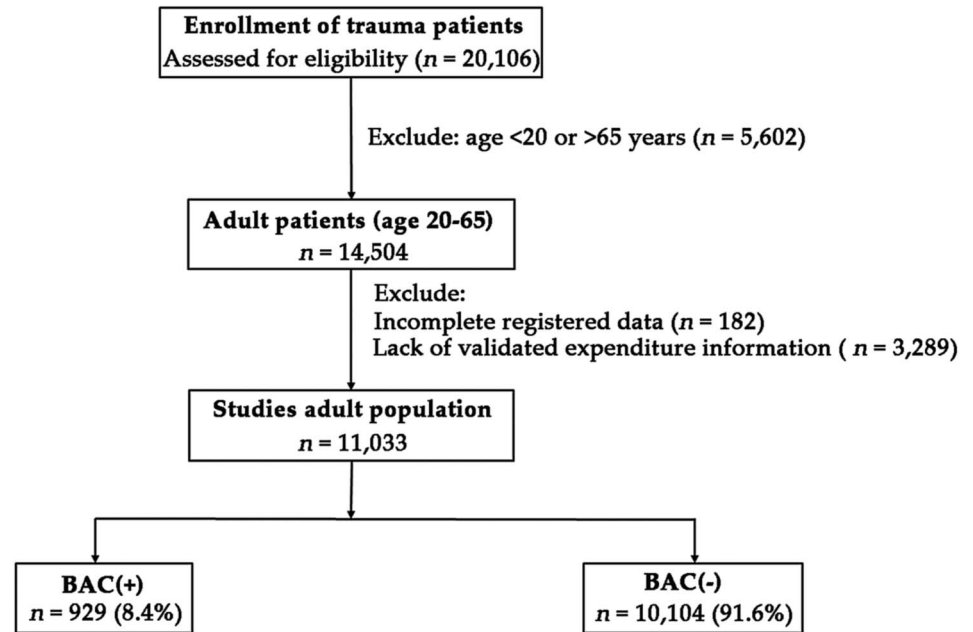 Enrollment of trauma patients
Assessed for eligibility (n = 20,106)
Exclude: age <20 or >65 years (n = 5,602)
Adult patients (age 20-65)
n = 14,504
Exclude:
Incomplete registered data (n = 182)
Lack of validated expenditure information ( n = 3,289)
Studies adult population
n = 11,033
BAC(+)
n = 929 (8.4%)
BAC(-)
n = 10,104 (91.6%)